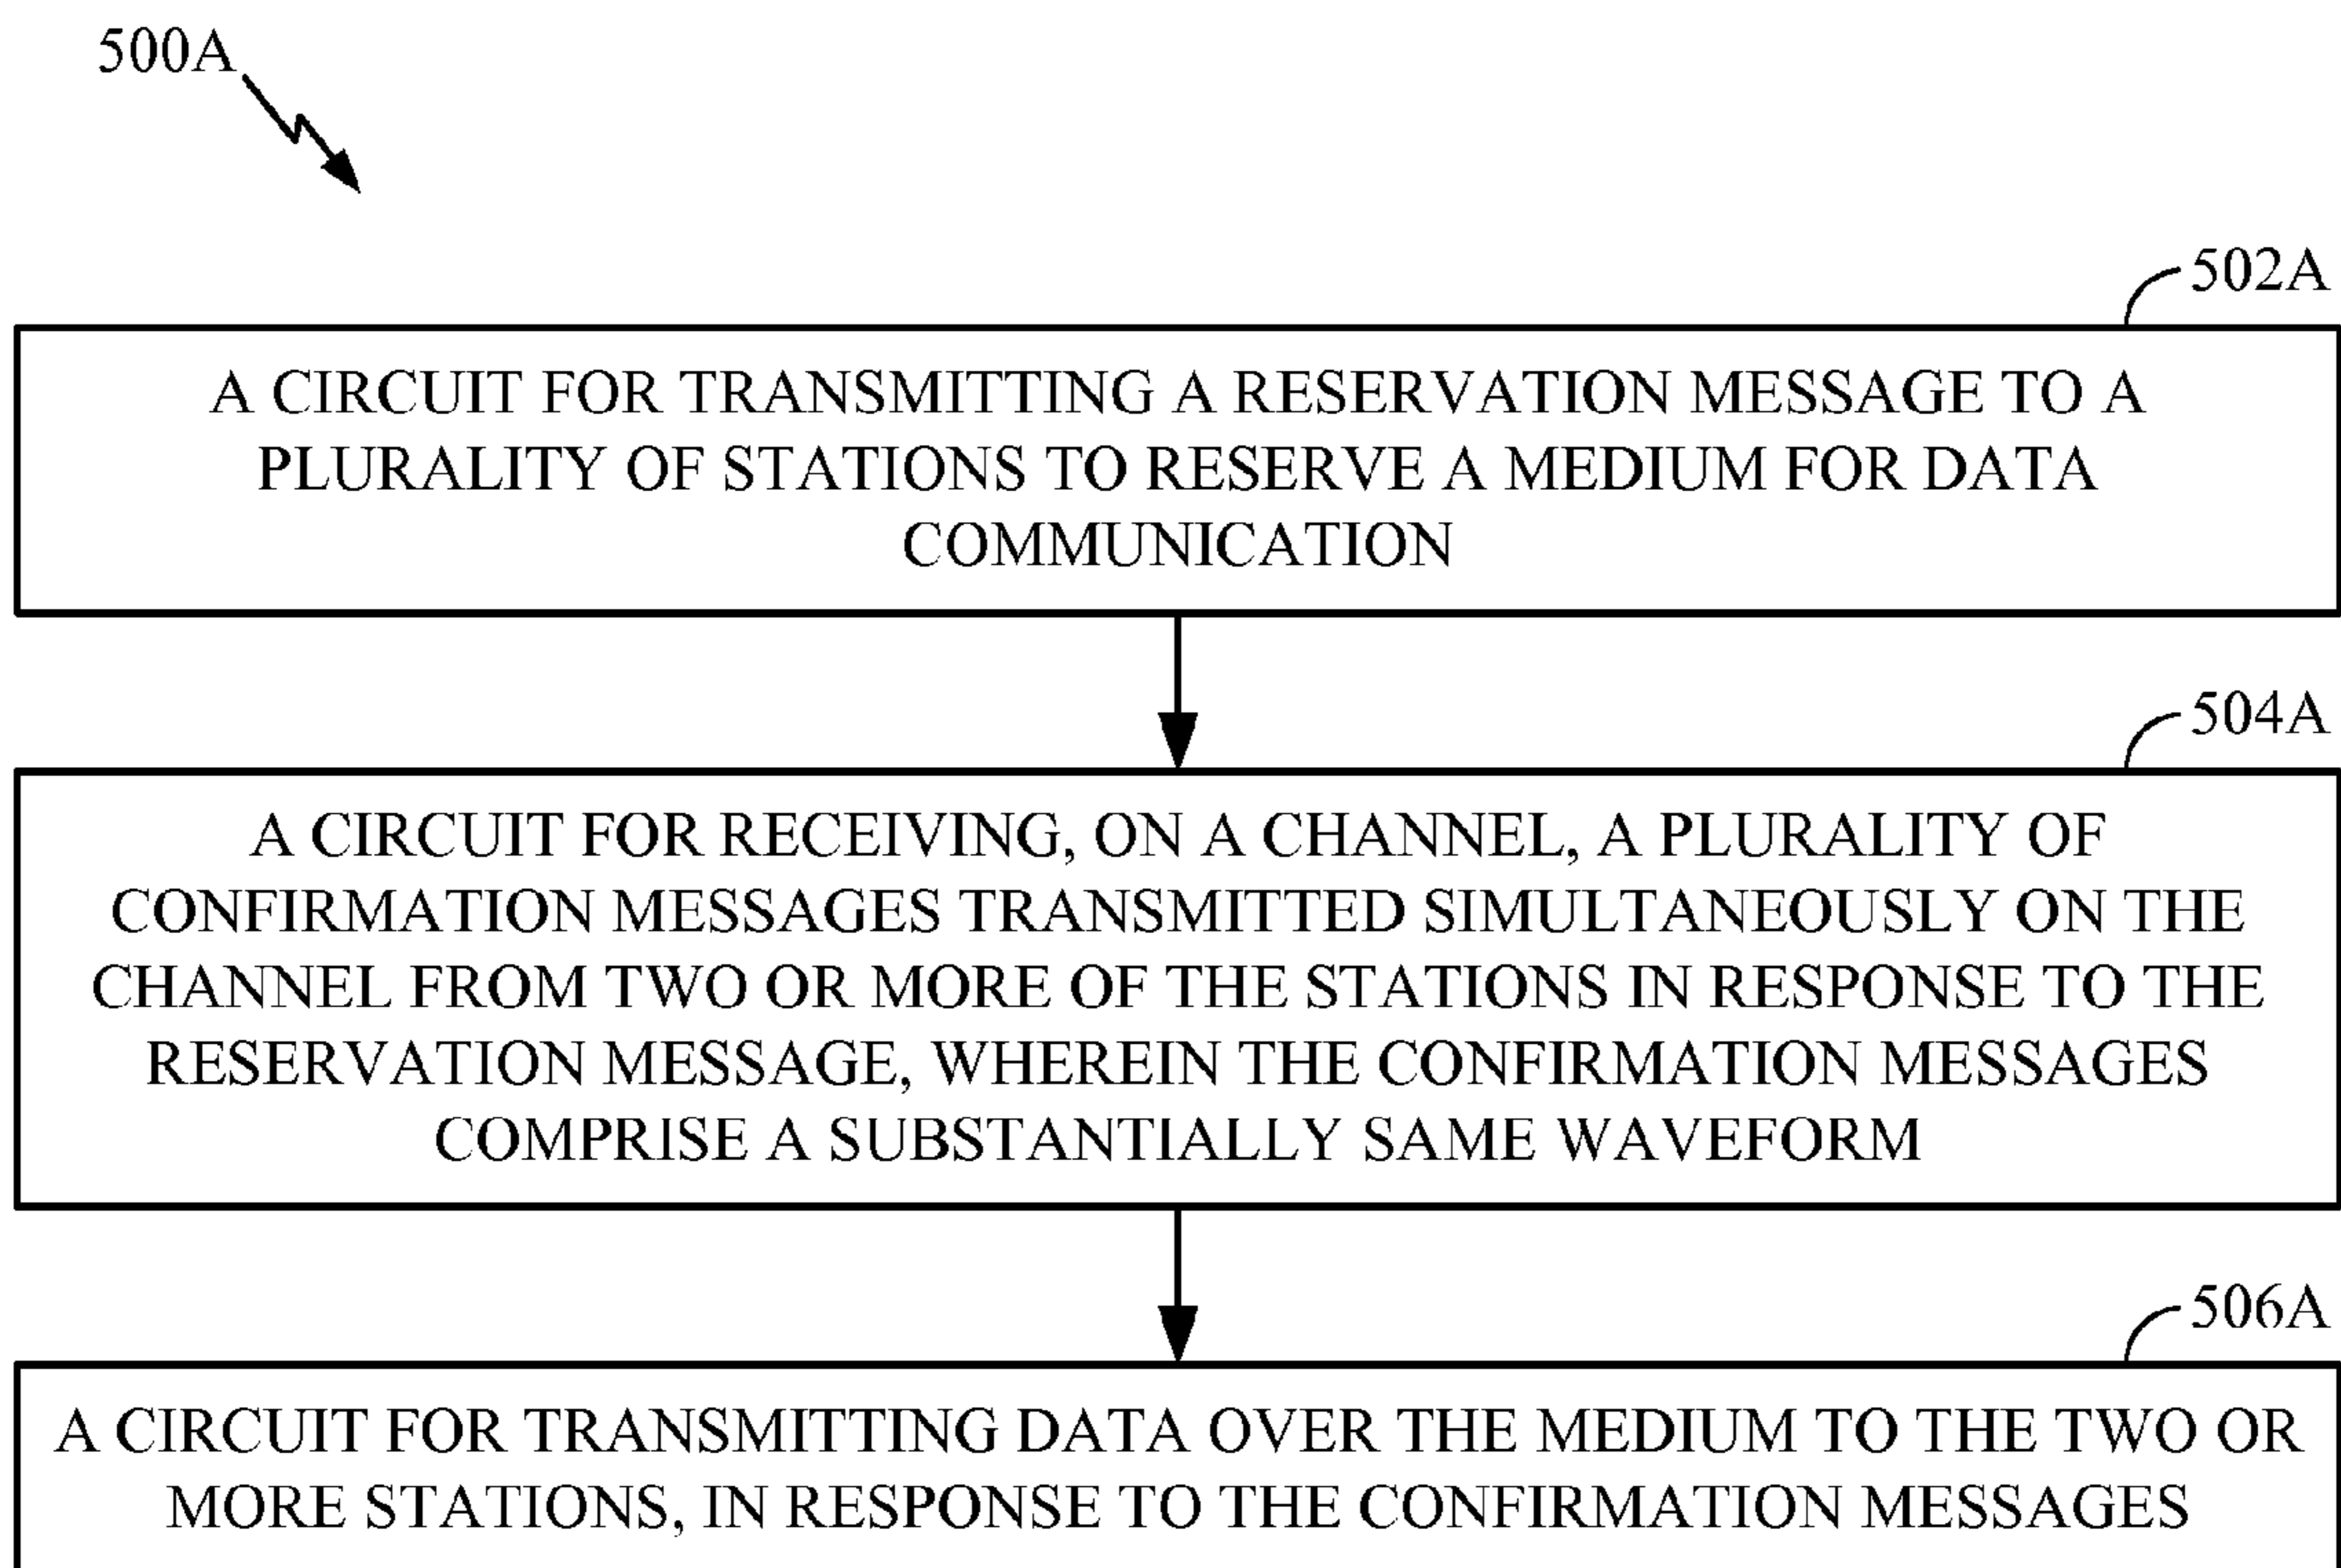 500A
502A
A CIRCUIT FOR TRANSMITTING A RESERVATION MESSAGE TO A
PLURALITY OF STATIONS TO RESERVE A MEDIUM FOR DATA
COMMUNICATION
504A
A CIRCUIT FOR RECEIVING, ON A CHANNEL, A PLURALITY OF
CONFIRMATION MESSAGES TRANSMITTED SIMULTANEOUSLY ON THE
CHANNEL FROM TWO OR MORE OF THE STATIONS IN RESPONSE TO THE
RESERVATION MESSAGE, WHEREIN THE CONFIRMATION MESSAGES
COMPRISE A SUBSTANTIALLY SAME WAVEFORM
506A
A CIRCUIT FOR TRANSMITTING DATA OVER THE MEDIUM TO THE TWO OR
MORE STATIONS, IN RESPONSE TO THE CONFIRMATION MESSAGES